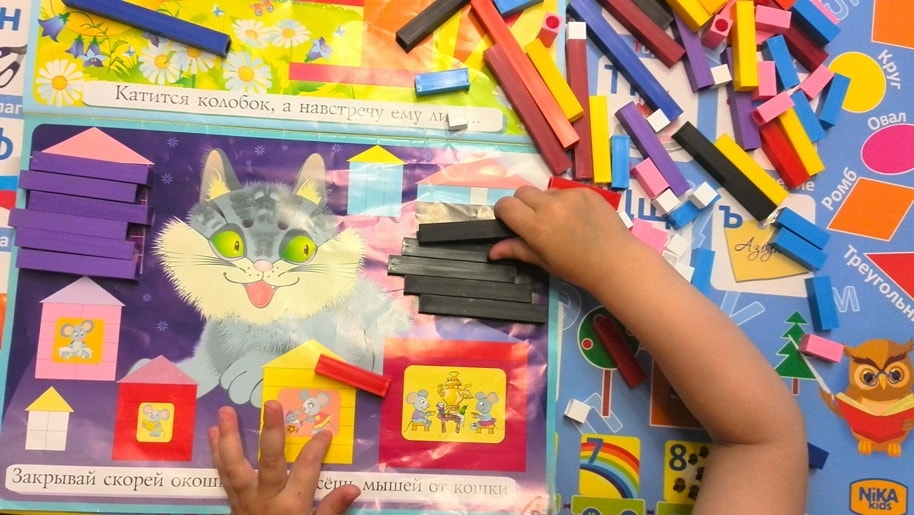 Катится колобок, а навстречу ему ли
Закрывай скорей окош мышей от кошки
Круг
Овал
Ромб
Треугольн
Ъ
Азбу
7
8
NiKA
kids